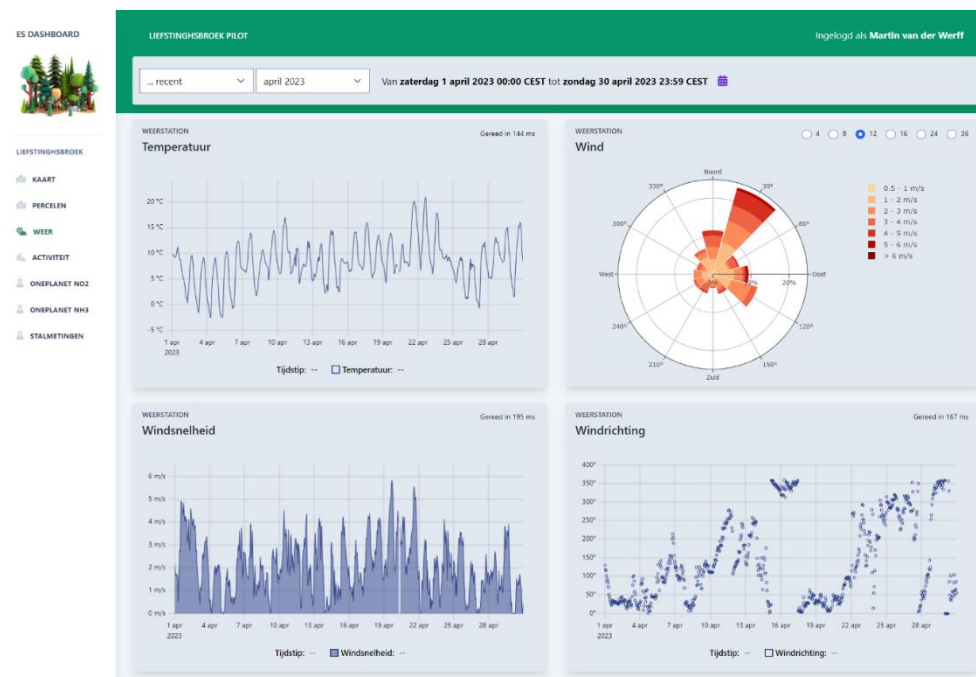 ES DASHBOARD
LIEFSTINGHSBROEK PILOT
Ingelogd als Martin van der Werff
... recent
april 2023
Van zaterdag 1 april 2023 00:00 CEST tot zondag 30 april 2023 23:59 CEST
LIEFSTINGHSBROEK
KAART
PERCELEN
WEER
ACTIVITEIT
ONEPLANET NO2
ONEPLANET NH3
STALMETINGEN
WEERSTATION
Gereed in 144 ms
Temperatuur
20 °C
15 °C
10 °C
5 °C
0 °C
-5 °C
1 apr 4 apr 7 apr 10 apr 13 apr 16 apr 19 apr 22 apr 25 apr 28 apr
2023
Tijdstip: -- Temperatuur: --
WEERSTATION
4 8 12 16 24 36
Wind
Noord
330° 30°
300° 60°
West 0% 10% 20% Oost
240° 120°
210° 150°
Zuid
0.5 - 1 m/s
1 - 2 m/s
2 - 3 m/s
3 - 4 m/s
4 - 5 m/s
5 - 6 m/s
> 6 m/s
WEERSTATION
Gereed in 195 ms
Windsnelheid
6 m/s
5 m/s
4 m/s
3 m/s
2 m/s
1 m/s
0 m/s
1 apr 4 apr 7 apr 10 apr 13 apr 16 apr 19 apr 22 apr 25 apr 28 apr
2023
Tijdstip: -- Windsnelheid: --
WEERSTATION
Gereed in 167 ms
Windrichting
400°
350°
300°
250°
200°
150°
100°
50°
0°
1 apr 4 apr 7 apr 10 apr 13 apr 16 apr 19 apr 22 apr 25 apr 28 apr
2023
Tijdstip: -- Windrichting: --